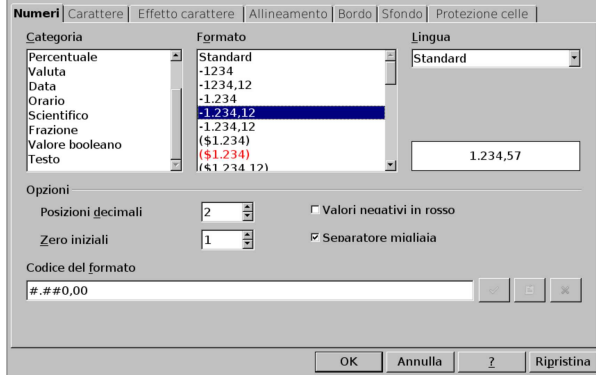 Numeri Carattere Effetto carattere Allineamento Bordo Sfondo Protezione celle
Categoria
Percentuale
Valuta
Data
Orario
Scientifico
Frazione
Valore booleano
Testo
Formato
Standard
-1234
-1234,12
-1.234
-1.234,12
-1.234,12
($1.234)
($1.234)
($1.234,12)
Lingua
Standard
1.234,57
Opzioni
Posizioni decimali 2
Valori negativi in rosso
Zero iniziali 1
Separatore migliaia
Codice del formato
#.##0,00
OK Annulla ? Ripristina